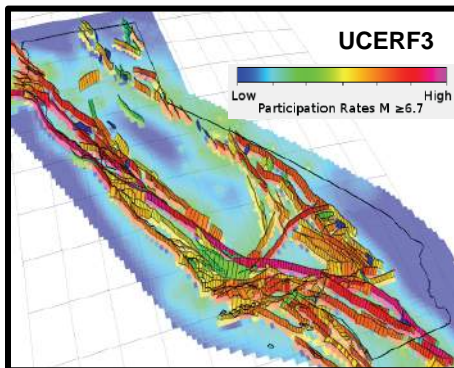 UCERF3
Low High
Participation Rates M ≥6.7